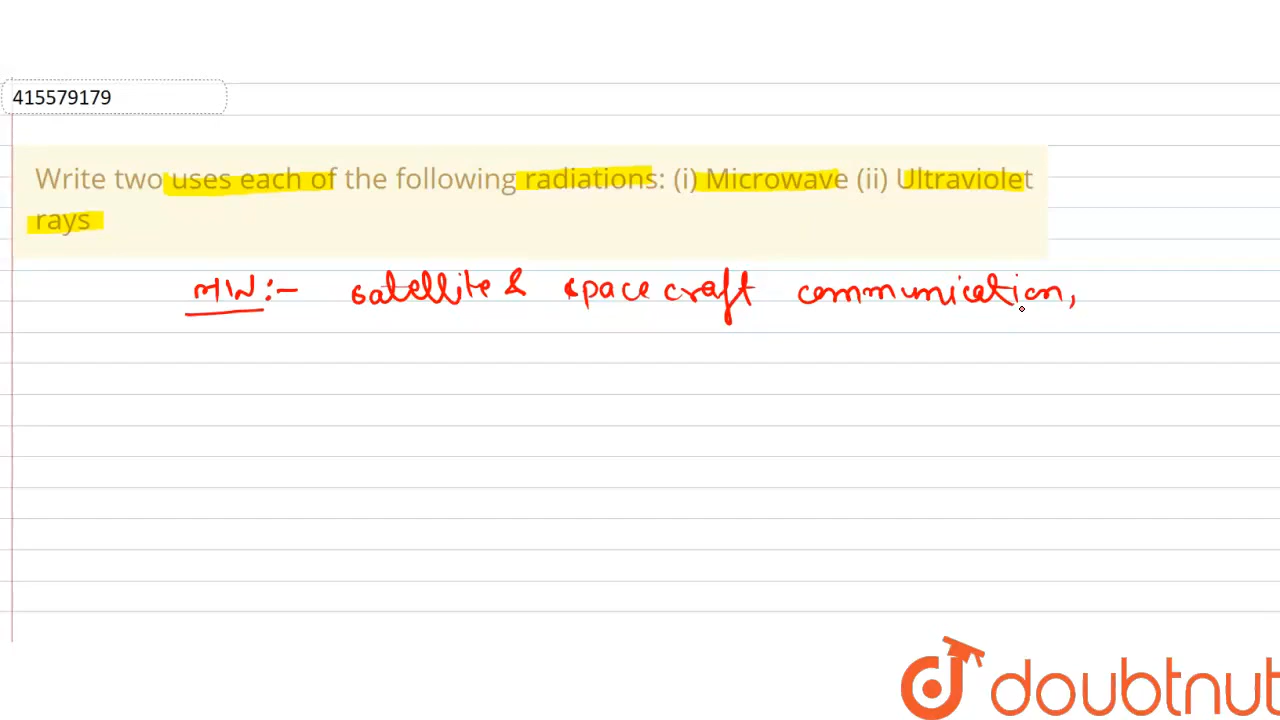 415579179
Write two uses each of the following radiations: (i) Microwave (ii) Ultraviolet
rays
MW:- satellite & space craft communication,
doubtnut